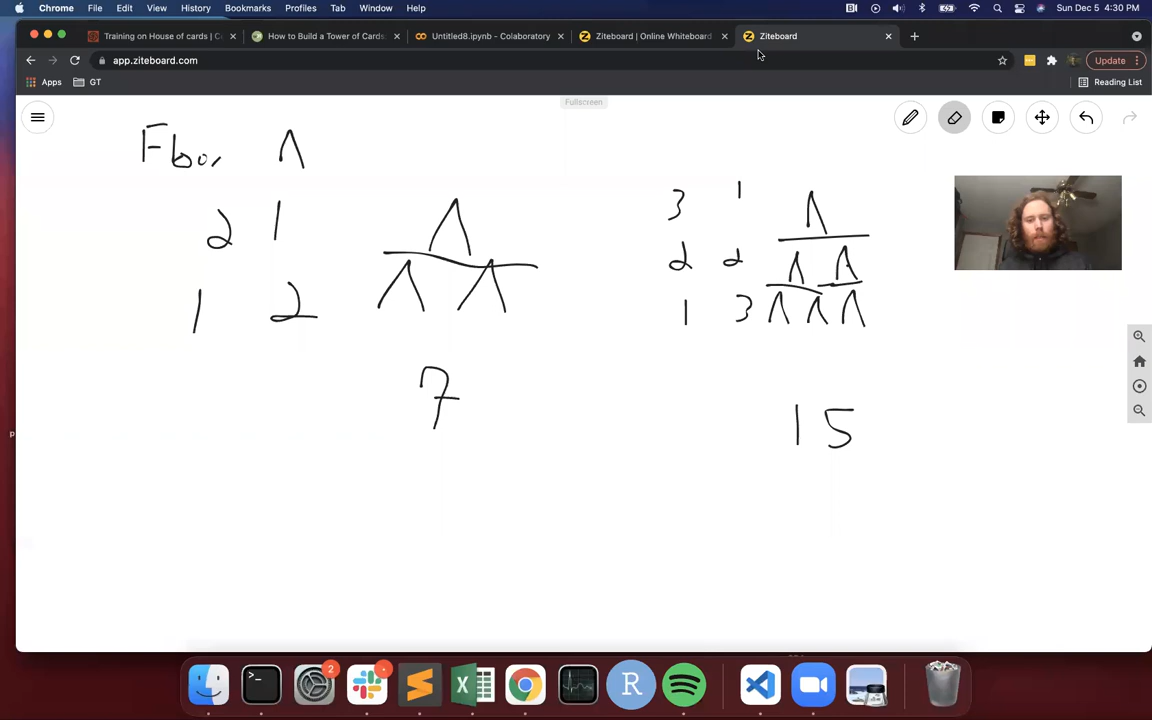 Chrome File Edit View History Bookmarks Profiles Tab Window Help Sun Dec 5 4:30 PM
Training on House of cards | C How to Build a Tower of Cards: Untitled8.ipynb - Colaboratory Ziteboard | Online Whiteboard Ziteboard
app.ziteboard.com Update
Apps GT Reading List
Fullscreen
Floor Λ
2 1
1 2
7
3 1
2 2
1 3
15
>_ 2 X R